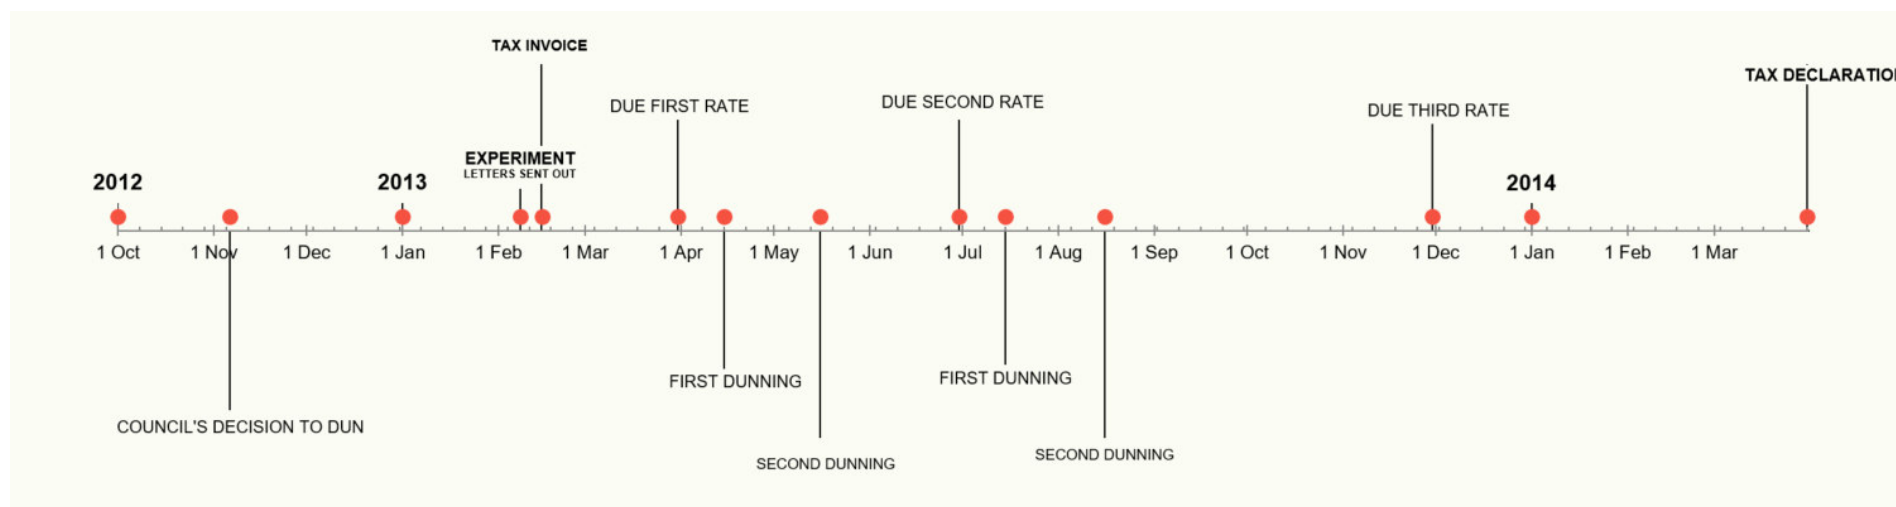 TAX INVOICE
TAX DECLARATIO
DUE FIRST RATE
DUE SECOND RATE
DUE THIRD RATE
EXPERIMENT
LETTERS SENT OUT
2012
2013
2014
1 Oct
1 Nov
1 Dec
1 Jan
1 Feb
1 Mar
1 Apr
1 May
1 Jun
1 Jul
1 Aug
1 Sep
1 Oct
1 Nov
1 Dec
1 Jan
1 Feb
1 Mar
FIRST DUNNING
FIRST DUNNING
COUNCIL'S DECISION TO DUN
SECOND DUNNING
SECOND DUNNING